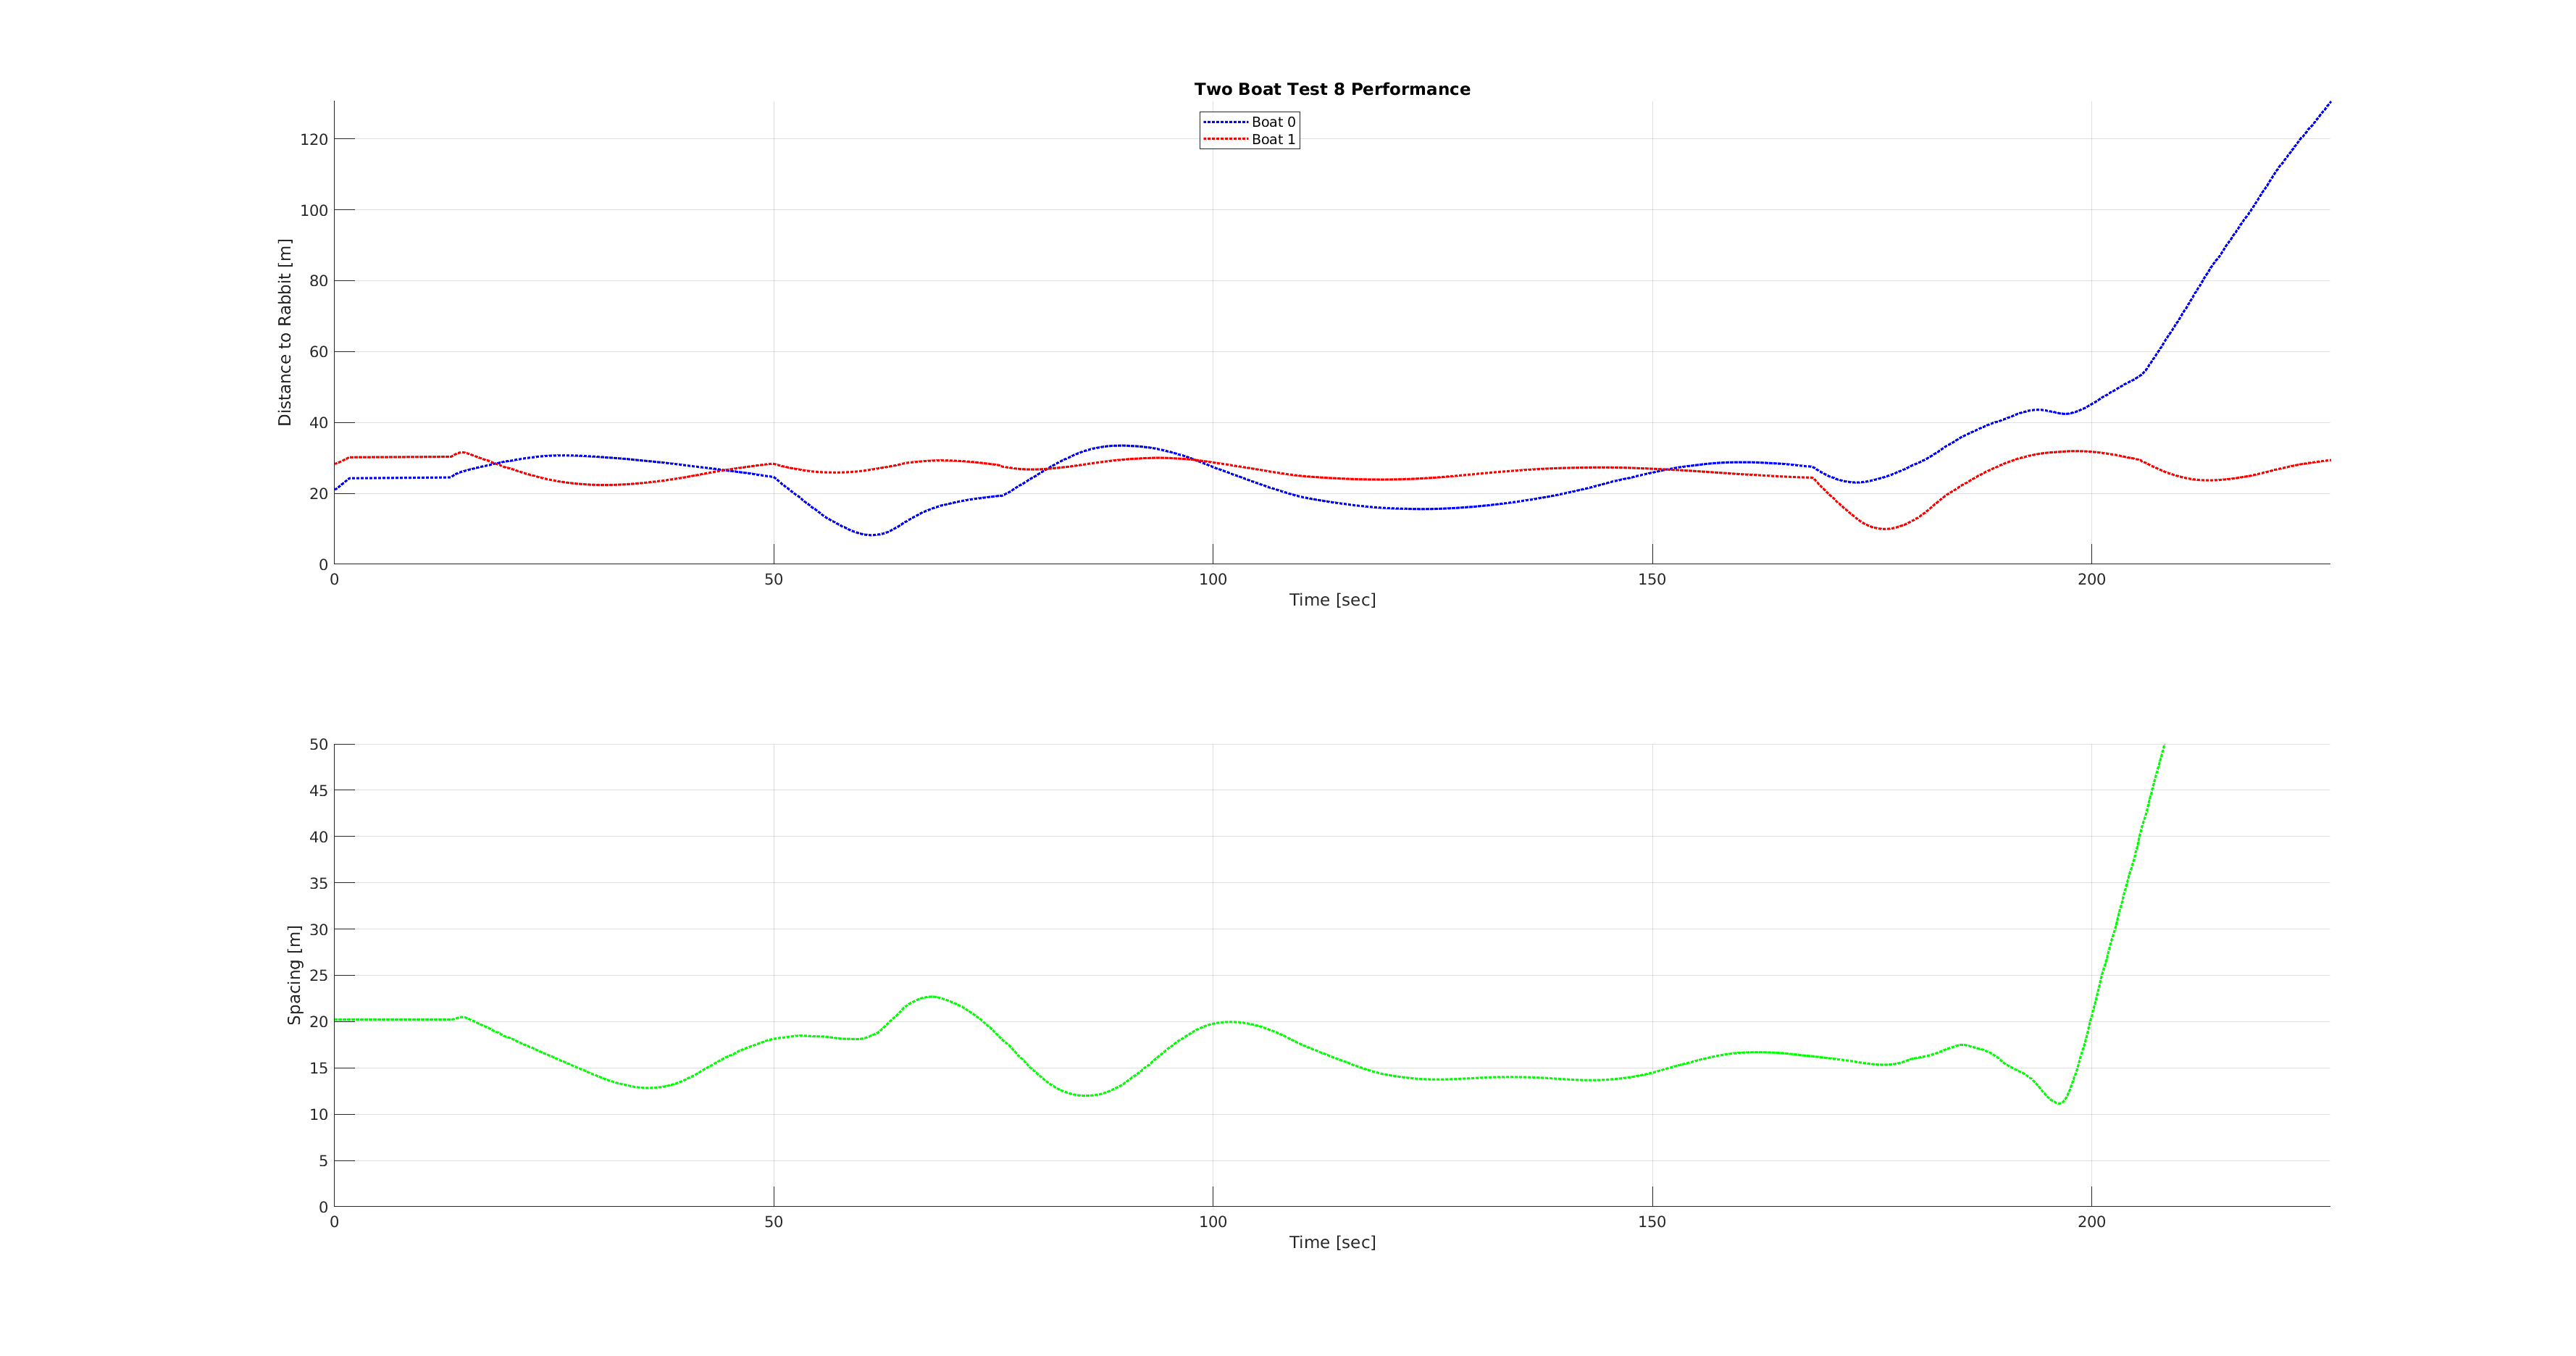 Two Boat Test 8 Performance
Boat 0
Boat 1
120
100
80
60
40
20
0
Distance to Rabbit [m]
0 50 100 150 200
Time [sec]
50
45
40
35
30
25
20
15
10
5
0
Spacing [m]
0 50 100 150 200
Time [sec]